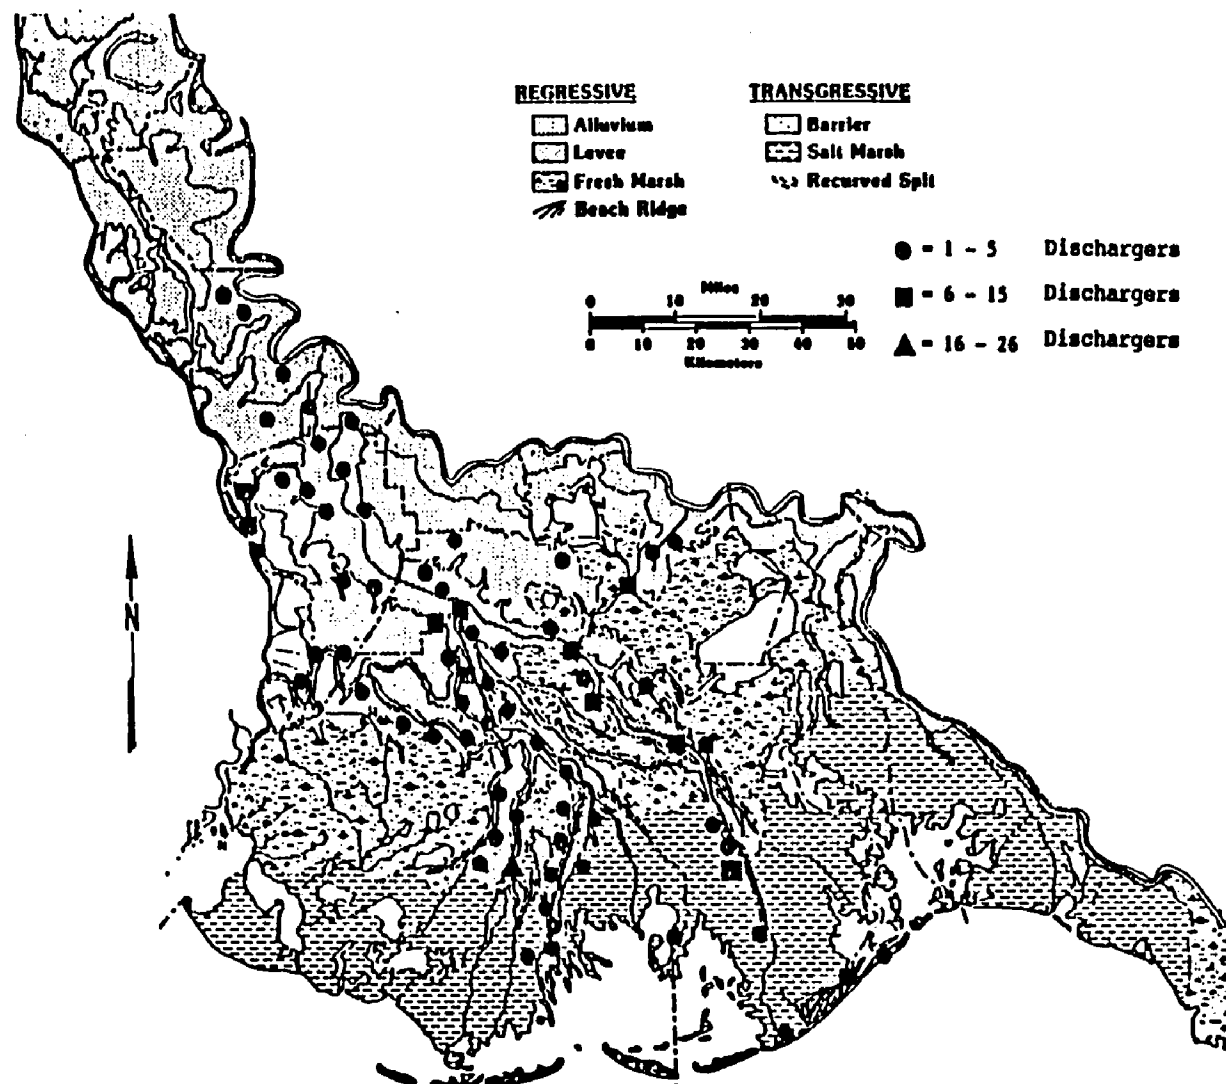 REGRESSIVE
Alluvium
Levee
Fresh Marsh
Beach Ridge
TRANSGRESSIVE
Barrier
Salt Marsh
Recurved Spit
● = 1 - 5 Dischargers
■ = 6 - 15 Dischargers
▲ = 16 - 26 Dischargers
Miles
0 10 20 30
0 10 20 30 40 50
Kilometers
N